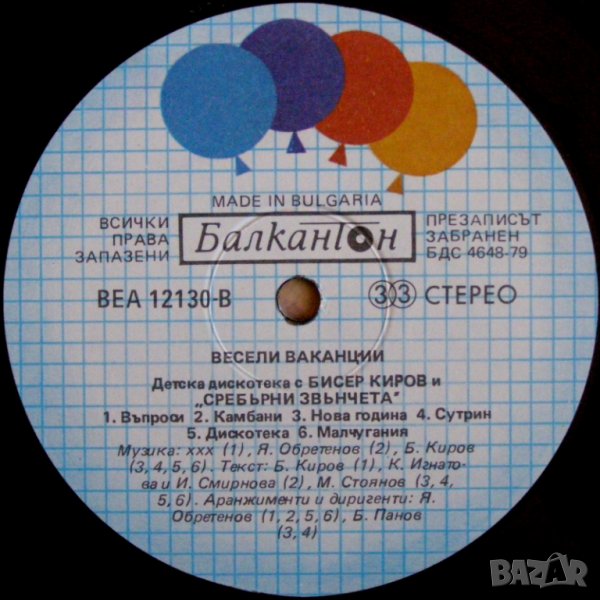 MADE IN BULGARIA
ВСИЧКИ
ПРАВА
ЗАПАЗЕНИ
Балкантон
ПРЕЗАПИСЪТ
ЗАБРАНЕН
БДС 4648-79
ВЕА 12130-В
33 СТЕРЕО
ВЕСЕЛИ ВАКАНЦИИ
Детска дискотека с БИСЕР КИРОВ и
„СРЕБЪРНИ ЗВЪНЧЕТА"
1. Въпроси 2. Камбани 3. Нова година 4. Сутрин
5. Дискотека 6. Малчугания
Музика: xxx (1), Я. Обретенов (2), Б. Киров
(3, 4, 5, 6). Текст: Б. Киров (1), К. Игнато-
ва и И. Смирнова (2), М. Стоянов (3, 4,
5, 6). Аранжименти и диригенти: Я.
Обретенов (1, 2, 5, 6), Б. Панов
(3, 4)
BAZAR